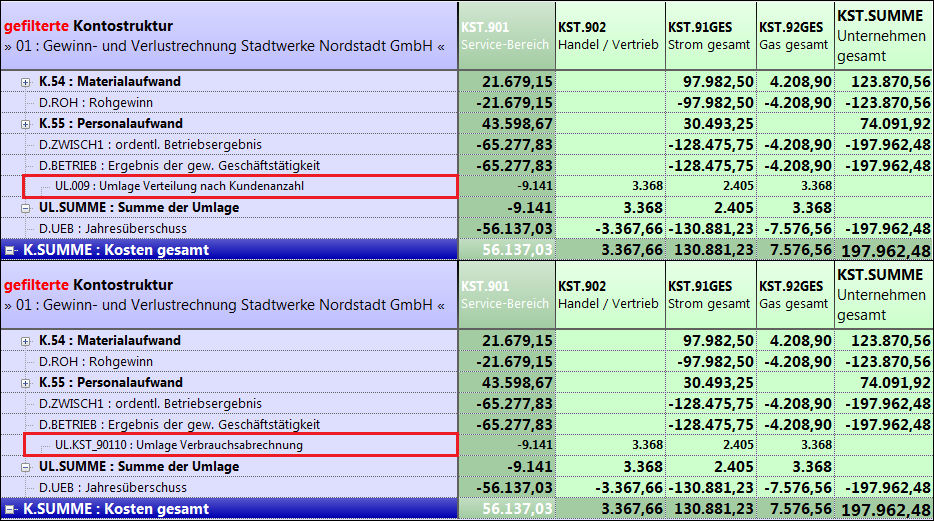 gefilterte Kontostruktur
» 01 : Gewinn- und Verlustrechnung Stadtwerke Nordstadt GmbH «
KST.901 KST.902 KST.91GES KST.92GES KST.SUMME
Service-Bereich Handel / Vertrieb Strom gesamt Gas gesamt Unternehmen gesamt
K.54 : Materialaufwand 21.679,15 97.982,50 4.208,90 123.870,56
D.ROH : Rohgewinn -21.679,15 -97.982,50 -4.208,90 -123.870,56
K.55 : Personalaufwand 43.598,67 30.493,25 74.091,92
D.ZWISCH1 : ordentl. Betriebsergebnis -65.277,83 -128.475,75 -4.208,90 -197.962,48
D.BETRIEB : Ergebnis der gew. Geschäftstätigkeit -65.277,83 -128.475,75 -4.208,90 -197.962,48
UL.009 : Umlage Verteilung nach Kundenanzahl -9.141 3.368 2.405 3.368
UL.SUMME : Summe der Umlage -9.141 3.368 2.405 3.368
D.UEB : Jahresüberschuss -56.137,03 -3.367,66 -130.881,23 -7.576,56 -197.962,48
K.SUMME : Kosten gesamt 56.137,03 3.367,66 130.881,23 7.576,56 197.962,48
gefilterte Kontostruktur
» 01 : Gewinn- und Verlustrechnung Stadtwerke Nordstadt GmbH «
KST.901 KST.902 KST.91GES KST.92GES KST.SUMME
Service-Bereich Handel / Vertrieb Strom gesamt Gas gesamt Unternehmen gesamt
K.54 : Materialaufwand 21.679,15 97.982,50 4.208,90 123.870,56
D.ROH : Rohgewinn -21.679,15 -97.982,50 -4.208,90 -123.870,56
K.55 : Personalaufwand 43.598,67 30.493,25 74.091,92
D.ZWISCH1 : ordentl. Betriebsergebnis -65.277,83 -128.475,75 -4.208,90 -197.962,48
D.BETRIEB : Ergebnis der gew. Geschäftstätigkeit -65.277,83 -128.475,75 -4.208,90 -197.962,48
UL.KST_90110 : Umlage Verbrauchsabrechnung -9.141 3.368 2.405 3.368
UL.SUMME : Summe der Umlage -9.141 3.368 2.405 3.368
D.UEB : Jahresüberschuss -56.137,03 -3.367,66 -130.881,23 -7.576,56 -197.962,48
K.SUMME : Kosten gesamt 56.137,03 3.367,66 130.881,23 7.576,56 197.962,48